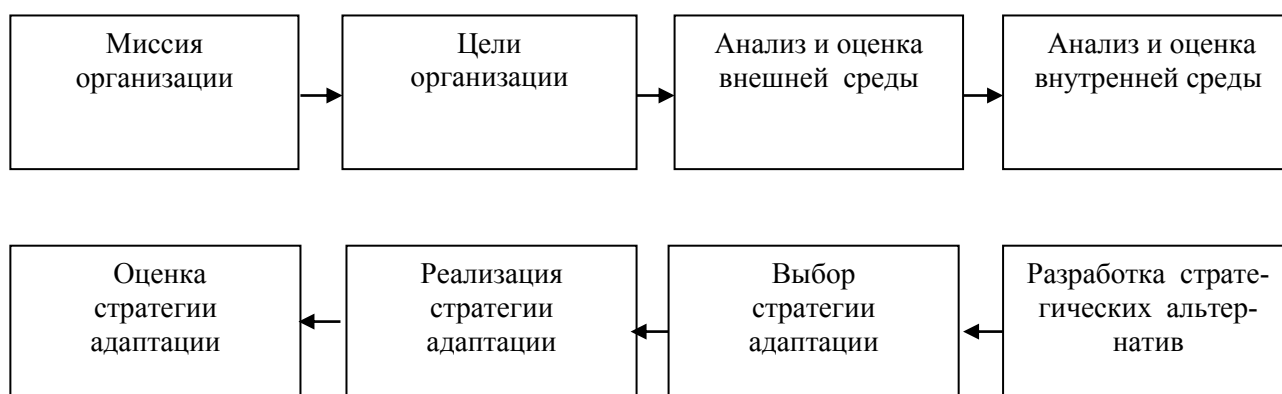 Миссия
организации
Цели
организации
Анализ и оценка
внешней среды
Анализ и оценка
внутренней среды
Оценка
стратегии
адаптации
Реализация
стратегии
адаптации
Выбор
стратегии
адаптации
Разработка страте-
гических альтер-
натив